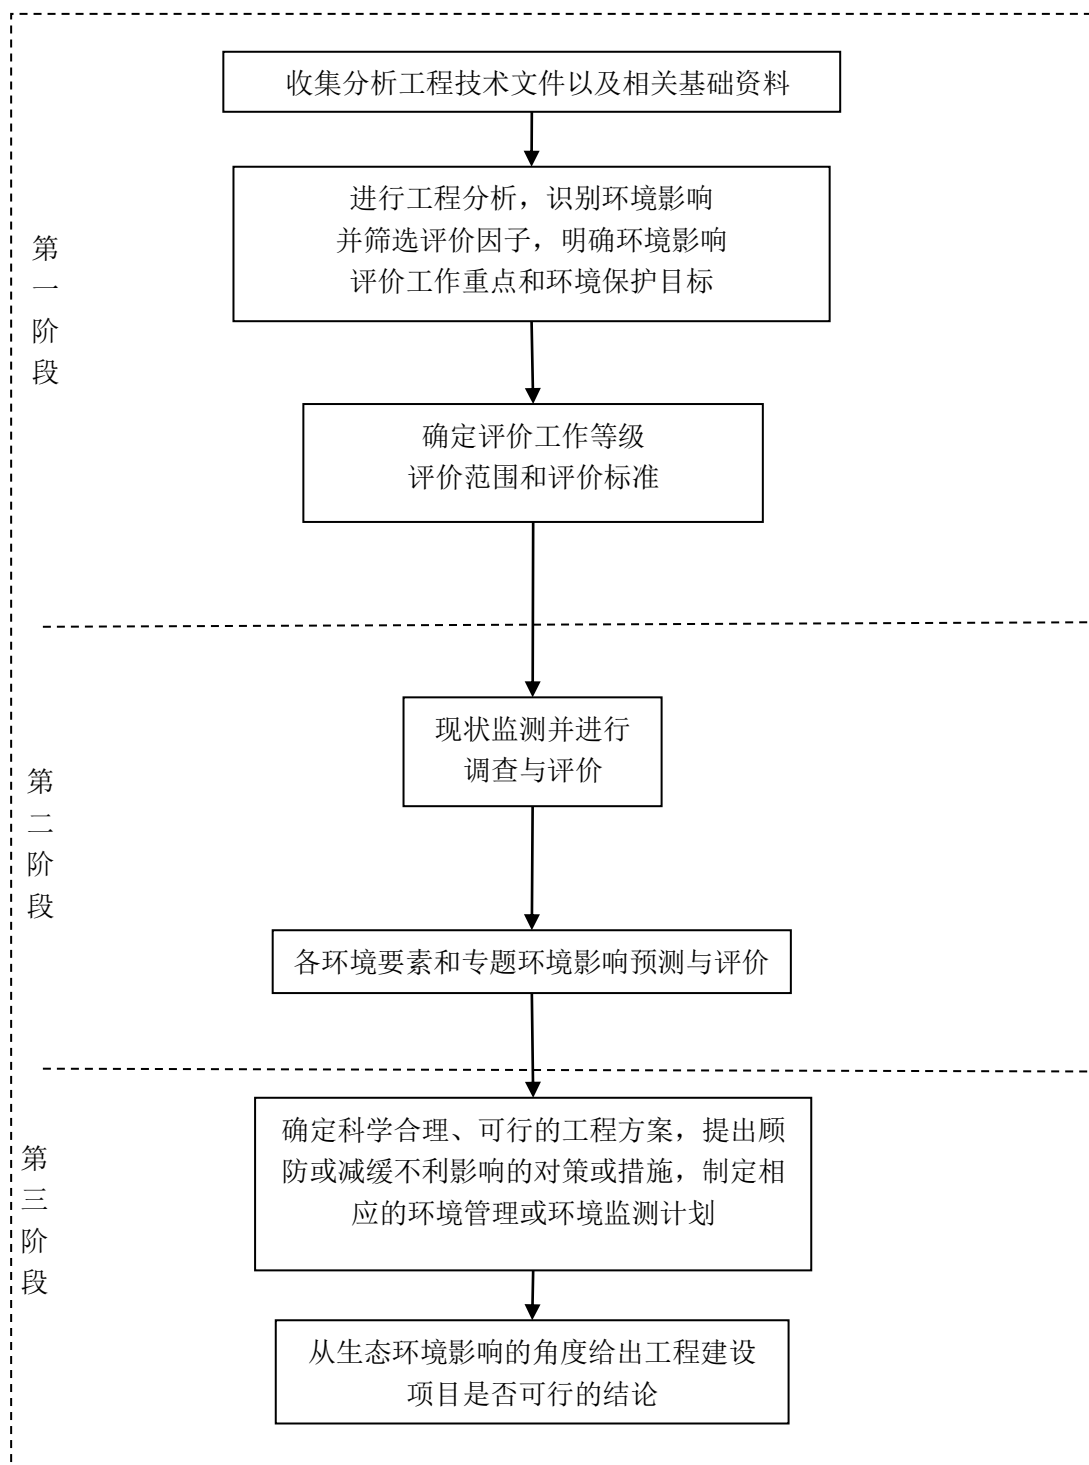 收集分析工程技术文件以及相关基础资料
进行工程分析，识别环境影响
并筛选评价因子，明确环境影响
评价工作重点和环境保护目标
第
一
阶
段
确定评价工作等级
评价范围和评价标准
现状监测并进行
调查与评价
第
二
阶
段
各环境要素和专题环境影响预测与评价
确定科学合理、可行的工程方案，提出顾
防或减缓不利影响的对策或措施，制定相
应的环境管理或环境监测计划
第
三
阶
段
从生态环境影响的角度给出工程建设
项目是否可行的结论